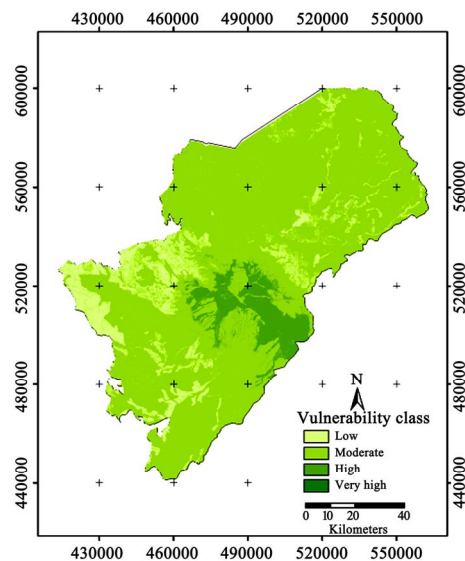 430000 460000 490000 520000 550000
600000 600000
560000 560000
520000 520000
480000 480000
440000 440000
N
Vulnerability class
Low
Moderate
High
Very high
0 10 20 40
Kilometers
430000 460000 490000 520000 550000